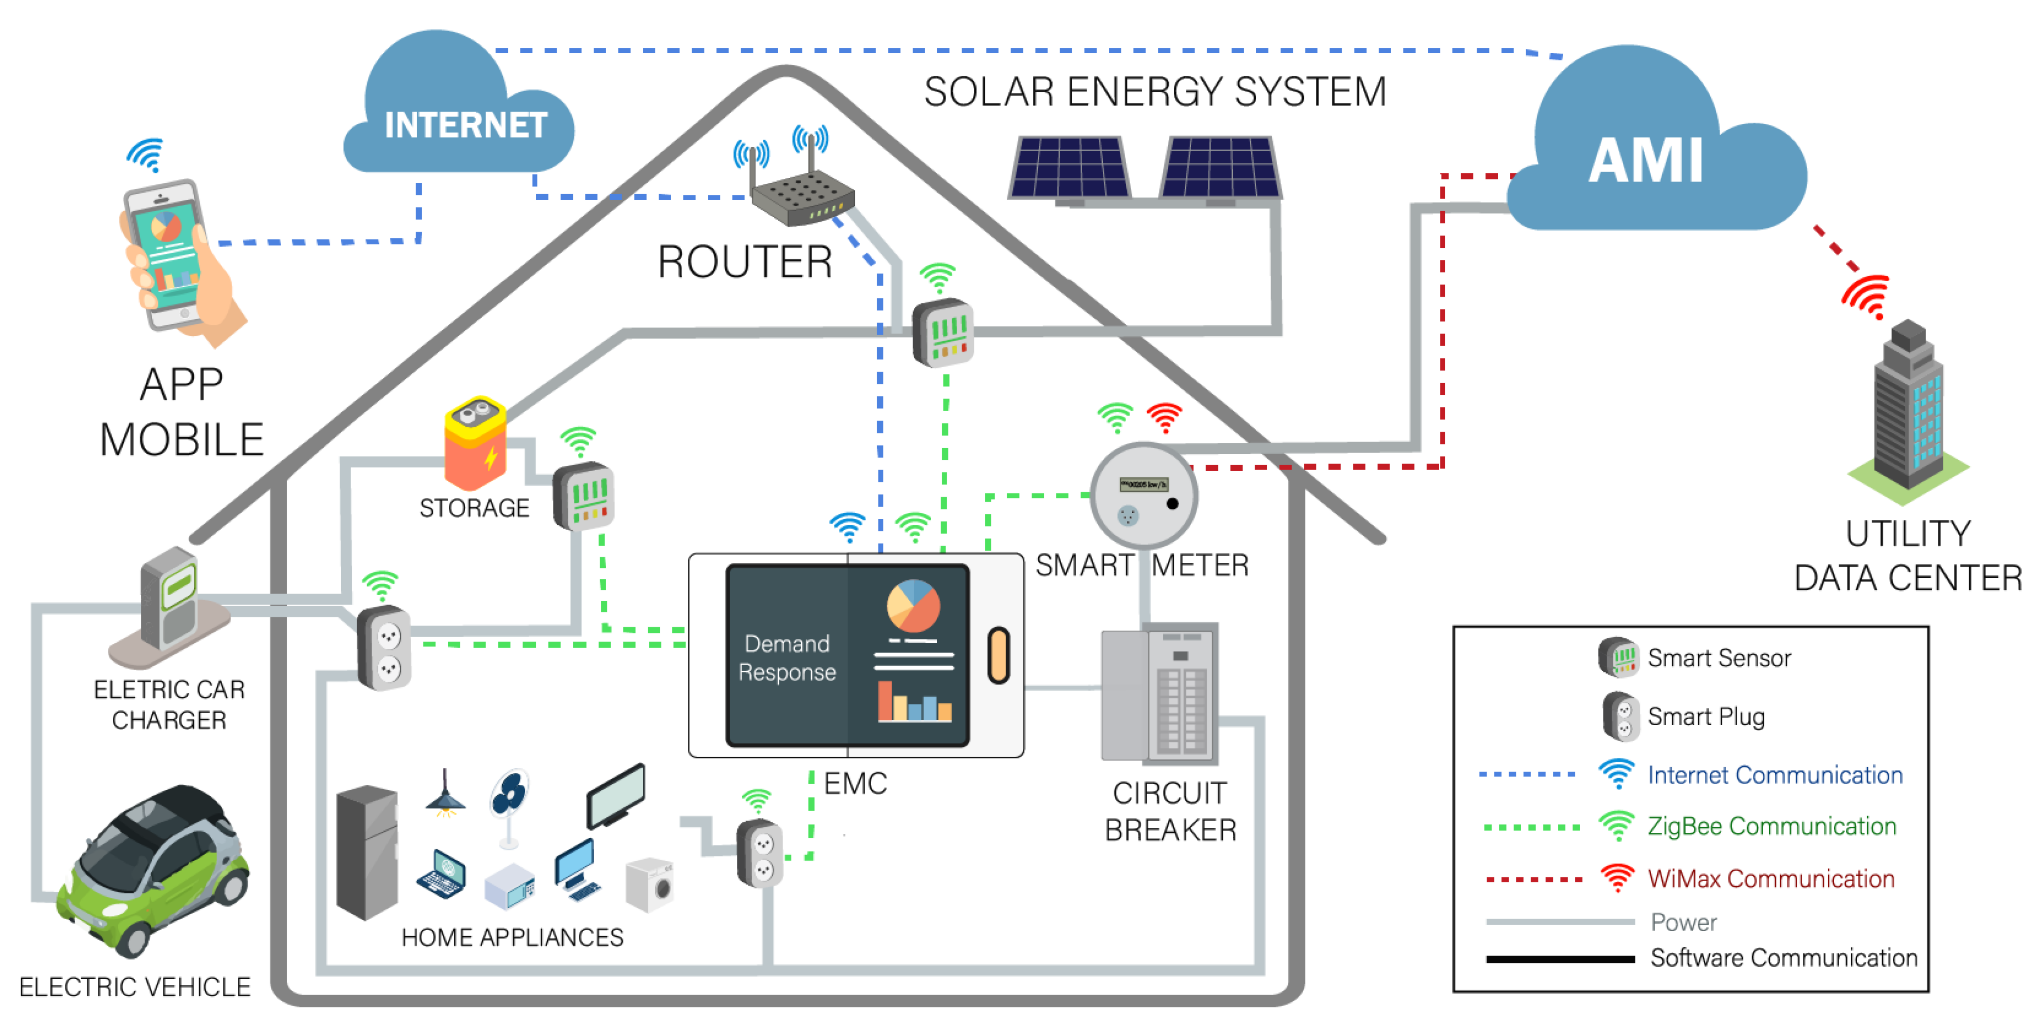 INTERNET
SOLAR ENERGY SYSTEM
AMI
ROUTER
APP
MOBILE
STORAGE
SMART METER
UTILITY
DATA CENTER
Demand
Response
ELETRIC CAR
CHARGER
EMC
CIRCUIT
BREAKER
HOME APPLIANCES
ELECTRIC VEHICLE
Smart Sensor
Smart Plug
Internet Communication
ZigBee Communication
WiMax Communication
Power
Software Communication